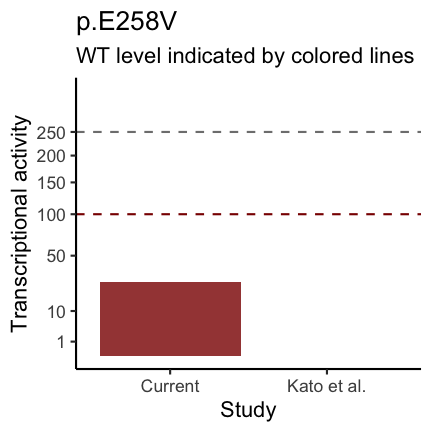 p.E258V
WT level indicated by colored lines
Transcriptional activity
250
200
150
100
50
10
1
Current
Kato et al.
Study